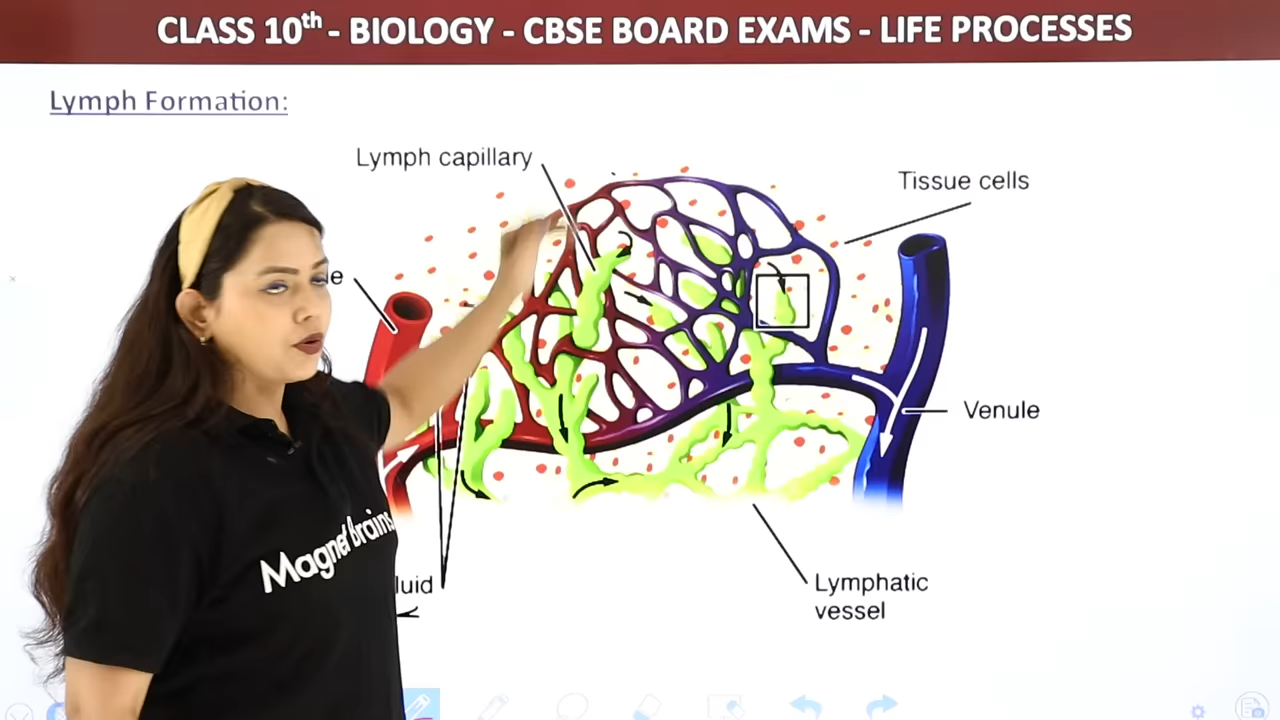 CLASS 10th - BIOLOGY - CBSE BOARD EXAMS - LIFE PROCESSES
Lymph Formation:
Lymph capillary
Tissue cells
Venule
Lymphatic
vessel
Magnet Brains